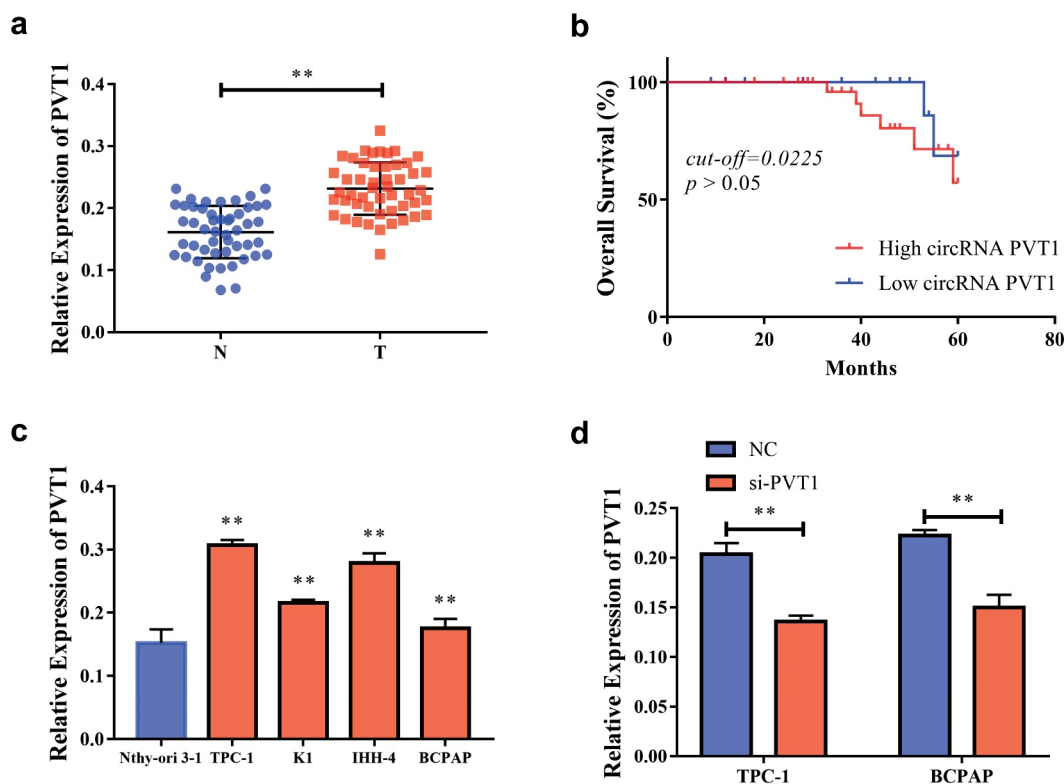 a
Relative Expression of PVT1
0.4
0.3
0.2
0.1
0.0
**
N
T
b
Overall Survival (%)
100
50
0
cut-off=0.0225
p > 0.05
High circRNA PVT1
Low circRNA PVT1
0
20
40
60
80
Months
c
Relative Expression of PVT1
0.4
0.3
0.2
0.1
0.0
**
**
**
**
Nthy-ori 3-1
TPC-1
K1
IHH-4
BCPAP
d
NC
si-PVT1
Relative Expression of PVT1
0.25
0.20
0.15
0.10
0.05
0.00
**
**
TPC-1
BCPAP